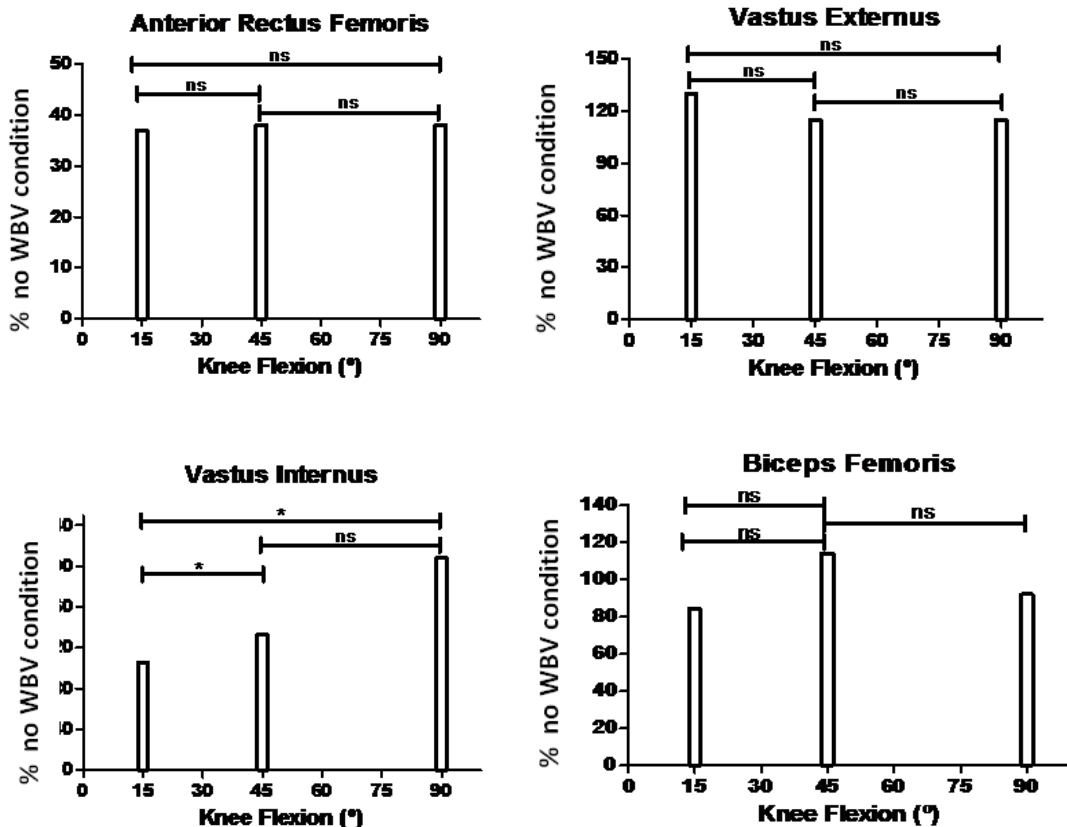 Anterior Rectus Femoris
% no WBV condition
50
40
30
20
10
0
ns
ns
ns
0 15 30 45 60 75 90
Knee Flexion (°)
Vastus Externus
% no WBV condition
150
120
90
60
30
0
ns
ns
ns
0 15 30 45 60 75 90
Knee Flexion (°)
Vastus Internus
% no WBV condition
40
20
40
0
*
ns
*
0 15 30 45 60 75 90
Knee Flexion (°)
Biceps Femoris
% no WBV condition
140
120
100
80
60
40
20
0
ns
ns
ns
0 15 30 45 60 75 90
Knee Flexion (º)